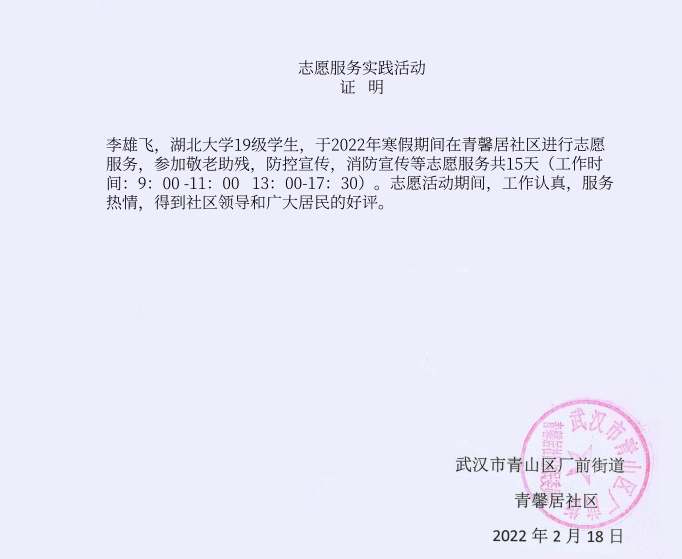 志愿服务实践活动
证 明
李雄飞，湖北大学19级学生，于2022年寒假期间在青馨居社区进行志愿
服务，参加敬老助残，防控宣传，消防宣传等志愿服务共15天（工作时
间：9：00 -11：00 13：00-17：30）。志愿活动期间，工作认真，服务
热情，得到社区领导和广大居民的好评。
武汉市青山区厂
武汉市青山区厂前街道
青馨居社区
2022 年 2 月 18 日